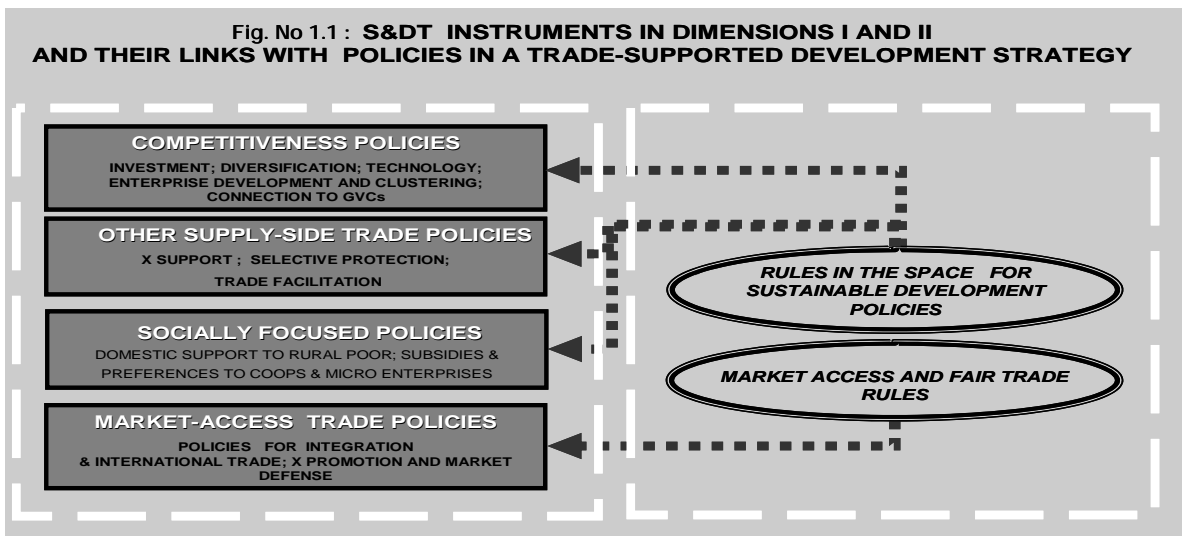 Fig. No 1.1 : S&DT INSTRUMENTS IN DIMENSIONS I AND II
AND THEIR LINKS WITH POLICIES IN A TRADE-SUPPORTED DEVELOPMENT STRATEGY
COMPETITIVENESS POLICIES
INVESTMENT; DIVERSIFICATION; TECHNOLOGY;
ENTERPRISE DEVELOPMENT AND CLUSTERING;
CONNECTION TO GVCs
OTHER SUPPLY-SIDE TRADE POLICIES
X SUPPORT ; SELECTIVE PROTECTION;
TRADE FACILITATION
SOCIALLY FOCUSED POLICIES
DOMESTIC SUPPORT TO RURAL POOR; SUBSIDIES &
PREFERENCES TO COOPS & MICRO ENTERPRISES
MARKET-ACCESS TRADE POLICIES
POLICIES FOR INTEGRATION
& INTERNATIONAL TRADE; X PROMOTION AND MARKET
DEFENSE
RULES IN THE SPACE FOR
SUSTAINABLE DEVELOPMENT
POLICIES
MARKET ACCESS AND FAIR TRADE
RULES